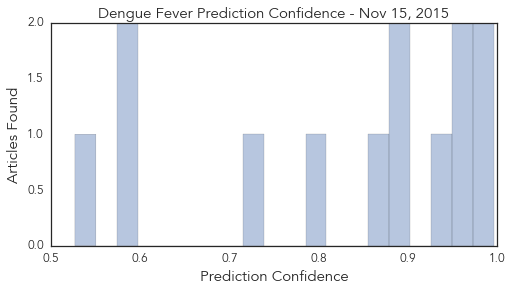 Dengue Fever Prediction Confidence - Nov 15, 2015
2.0
1.5
1.0
0.5
0.0
Articles Found
0.5 0.6 0.7 0.8 0.9 1.0
Prediction Confidence